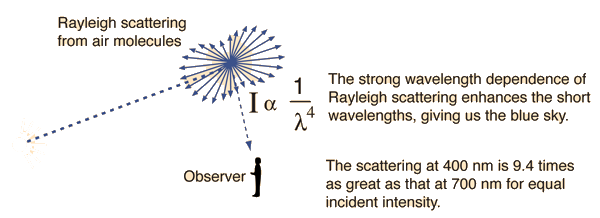 Rayleigh scattering
from air molecules
I α 1/λ⁴
The strong wavelength dependence of
Rayleigh scattering enhances the short
wavelengths, giving us the blue sky.
Observer
The scattering at 400 nm is 9.4 times
as great as that at 700 nm for equal
incident intensity.